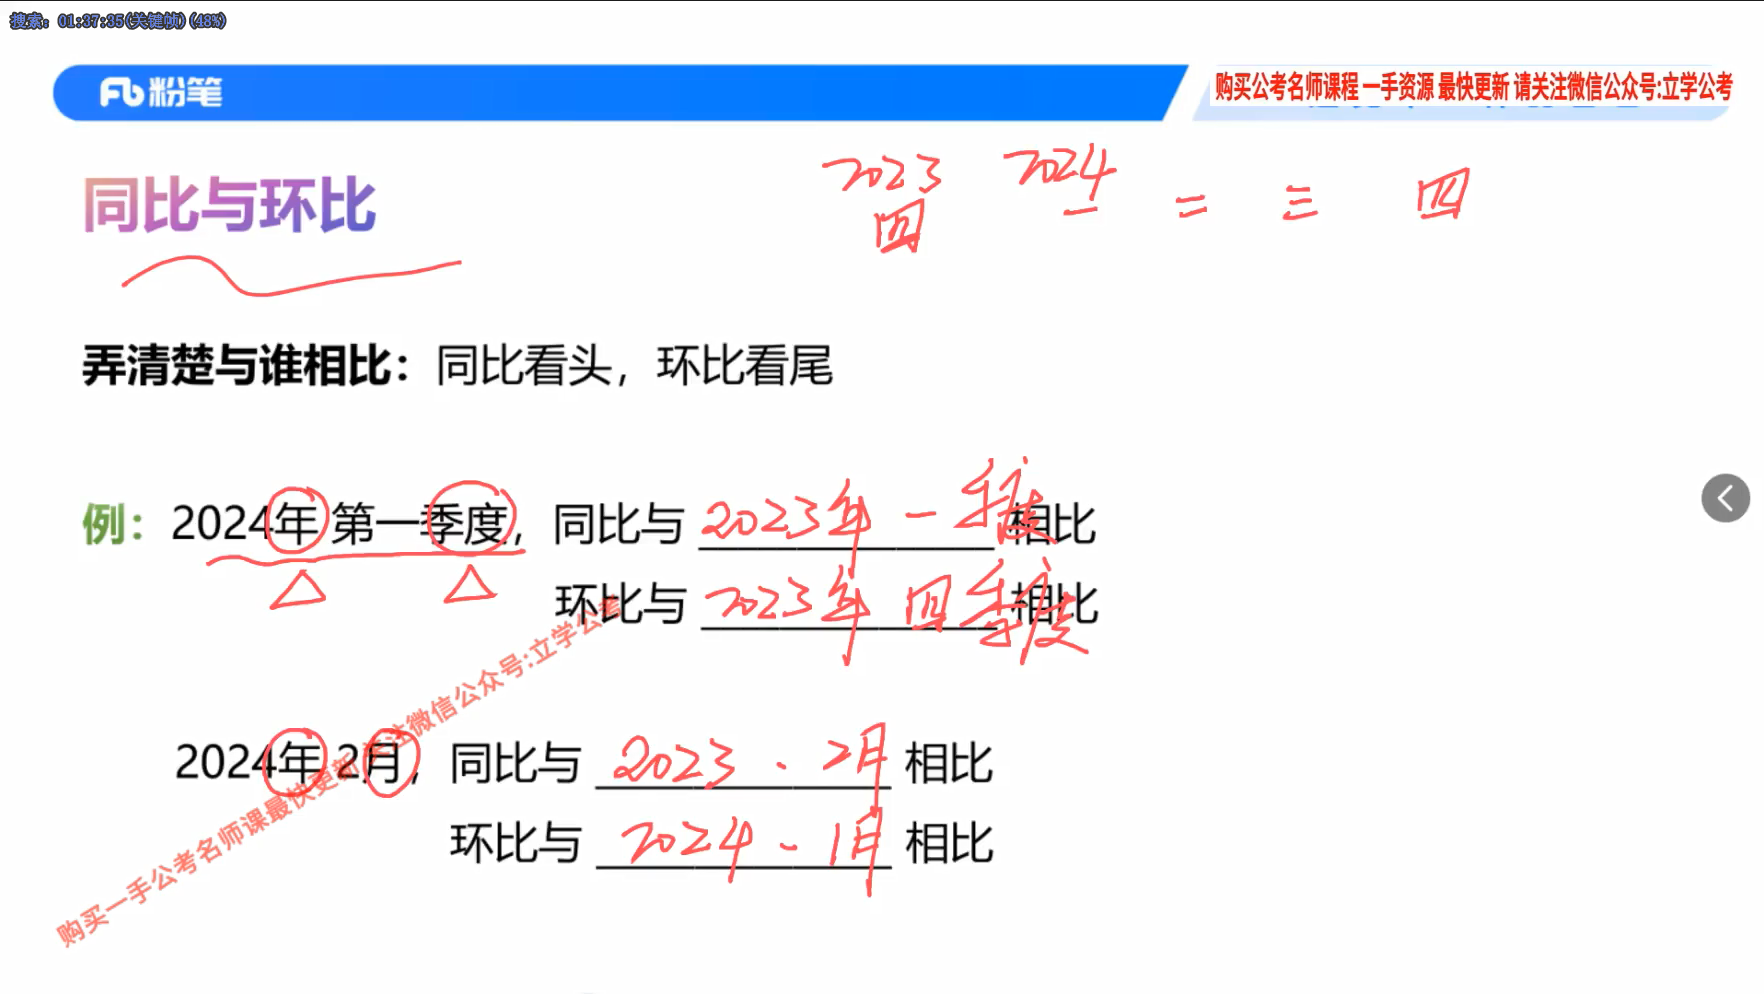 搜索: 01:37:35(关键帧)(48%)
粉笔
购买公考名师课程 一手资源 最快更新 请关注微信公众号:立学公考
2023 2024
四 一 二 三 四
同比与环比
弄清楚与谁相比：同比看头，环比看尾
例：2024年 第一季度，同比与 2023年 一季度 相比
环比与 2023年 四季度 相比
2024年 2月，同比与 2023 . 2月 相比
环比与 2024 . 1月 相比
购买一手公考名师课最快更新 关注微信公众号:立学公考